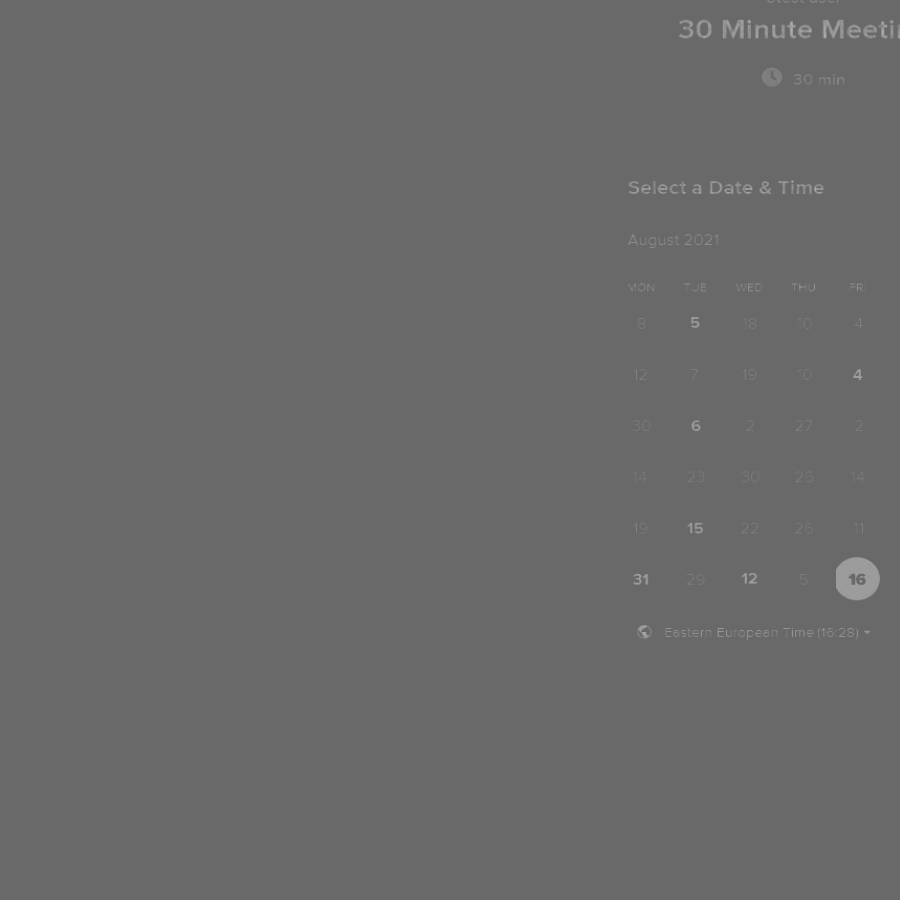 30 Minute Meeti
30 min
Select a Date & Time
August 2021
MON TUE WED THU FRI
8 5 18 10 4
12 7 19 10 4
30 6 2 27 2
14 23 30 25 14
19 15 22 26 11
31 29 12 5 16
Eastern European Time (16:28)